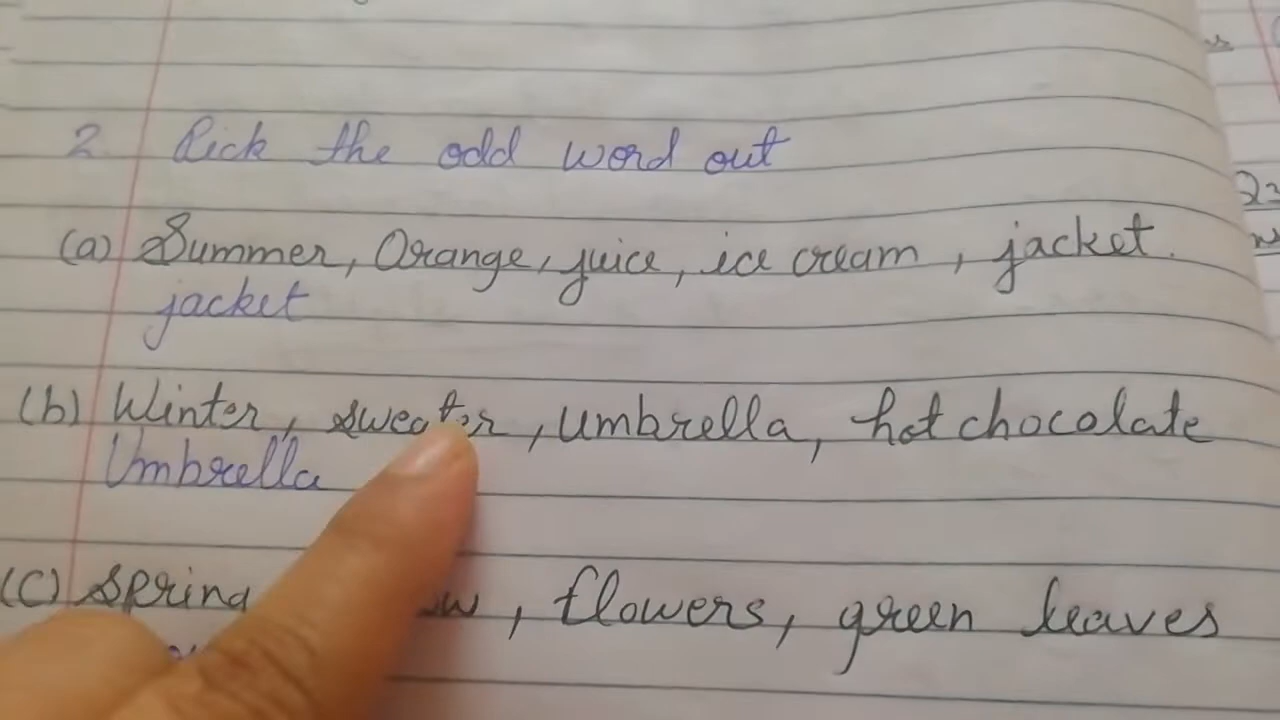 2 Pick the odd word out
(a) Summer, Orange, juice, ice cream, jacket.
jacket
(b) Winter, sweater, umbrella, hot chocolate
Umbrella
(c) Spring , flowers, green leaves